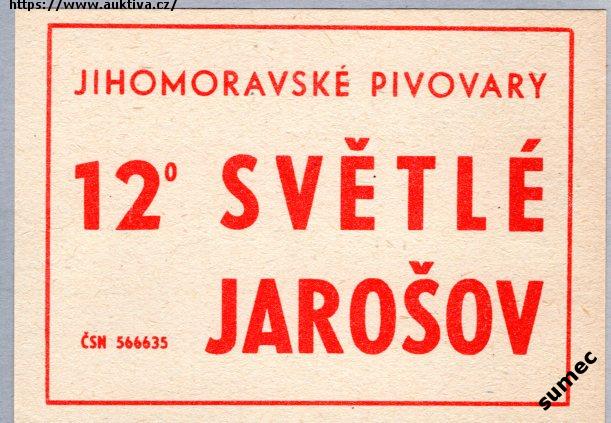 https://www.auktiva.cz/
JIHOMORAVSKÉ PIVOVARY
12° SVĚTLÉ
JAROŠOV
ČSN 566635
sumec